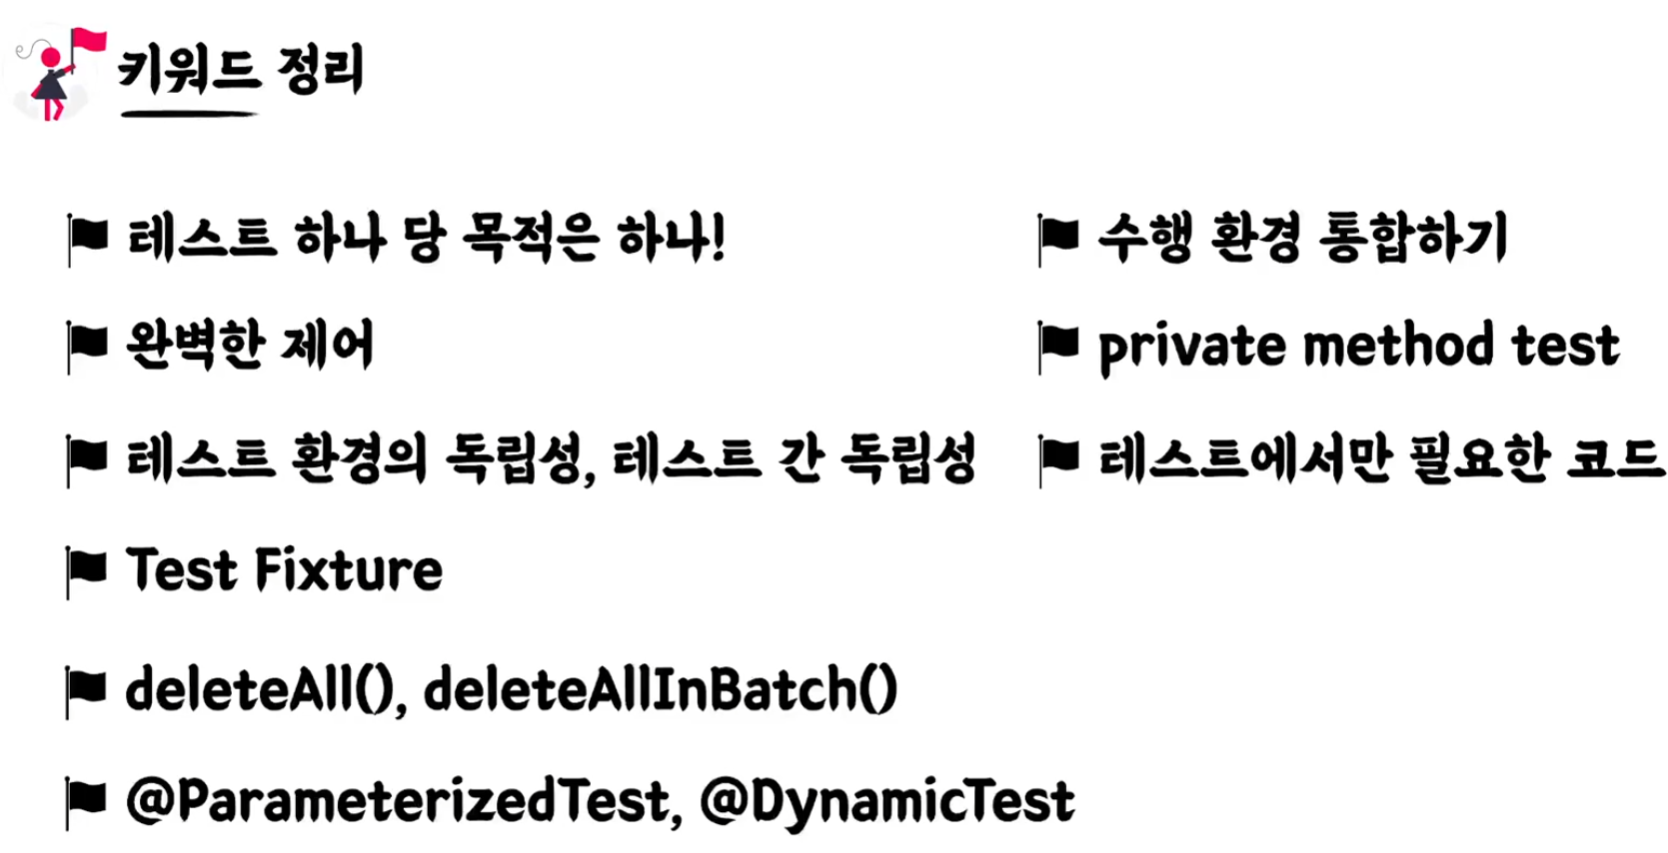 키워드 정리
테스트 하나 당 목적은 하나!
완벽한 제어
테스트 환경의 독립성, 테스트 간 독립성
Test Fixture
deleteAll(), deleteAllInBatch()
@ParameterizedTest, @DynamicTest
수행 환경 통합하기
private method test
테스트에서만 필요한 코드